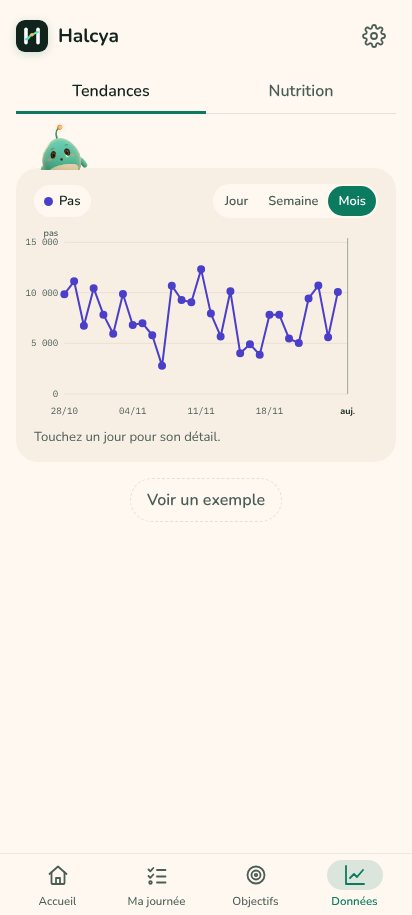 Halcya
Tendances Nutrition
Pas Jour Semaine Mois
pas
15 000
10 000
5 000
0
28/10 04/11 11/11 18/11 auj.
Touchez un jour pour son détail.
Voir un exemple
Accueil Ma journée Objectifs Données